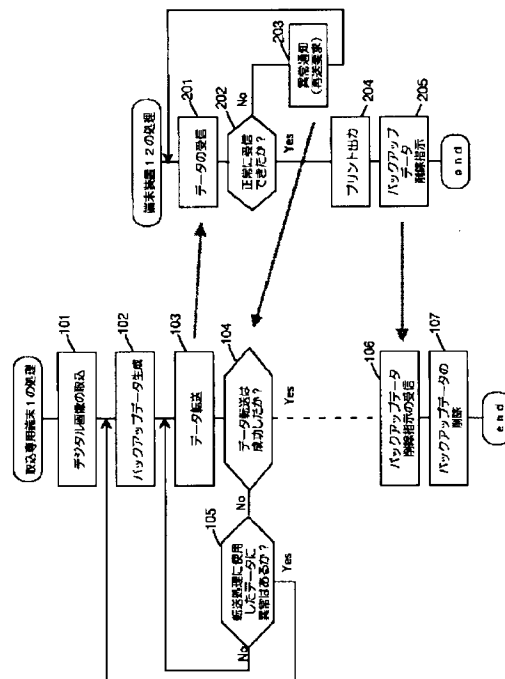 取込専用端末1の処理
101
デジタル画像の取込
102
バックアップデータ生成
103
データ転送
104
データ転送は
成功したか?
No
Yes
105
転送処理に使用
したデータに
異常はあるか?
No
Yes
106
バックアップデータ
削除指示の受信
107
バックアップデータの
削除
end
端末装置12の処理
201
データの受信
202
正常に受信
できたか?
No
Yes
203
異常通知
(再送要求)
204
プリント出力
205
バックアップ
データ
削除指示
end